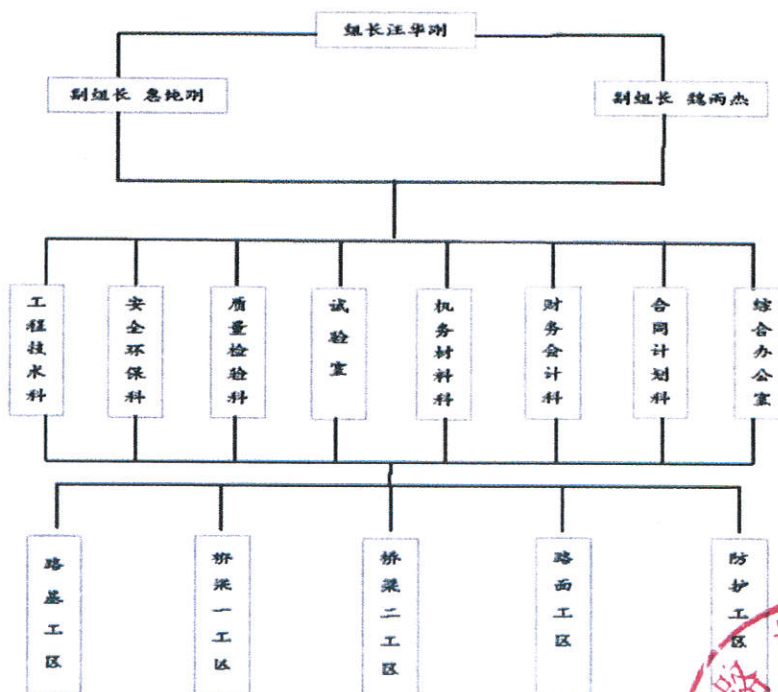 组长汪华刚
副组长 惠地刚
副组长 魏雨杰
工程技术科
安全环保科
质量检验科
试验室
机务材料科
财务会计科
合同计划科
综合办公室
路基工区
桥梁一工区
桥梁二工区
路面工区
防护工区